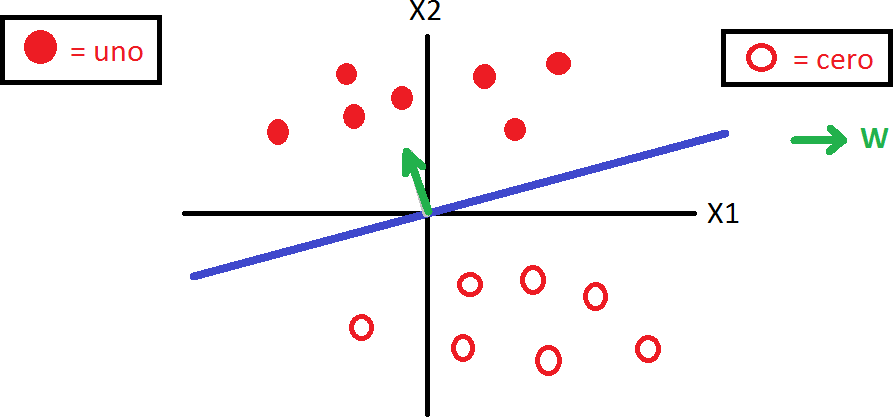 X2
= uno
= cero
W
X1